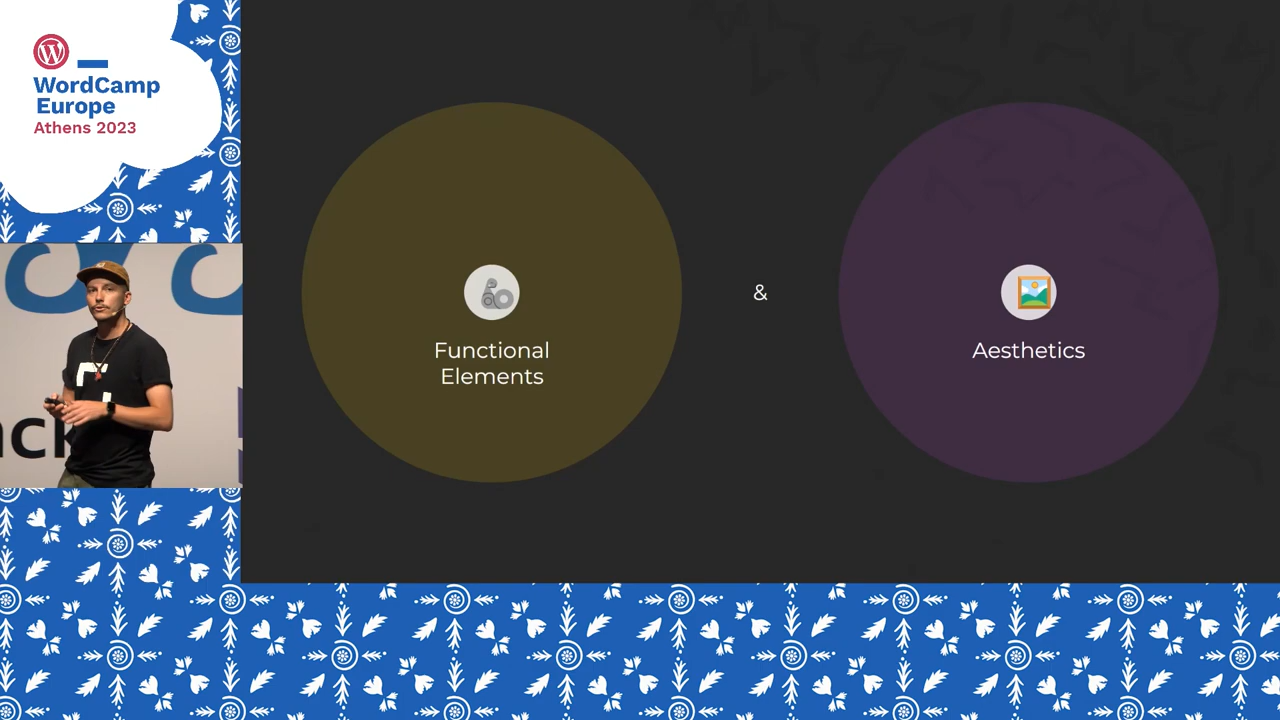 WordCamp
Europe
Athens 2023
Functional
Elements
&
Aesthetics